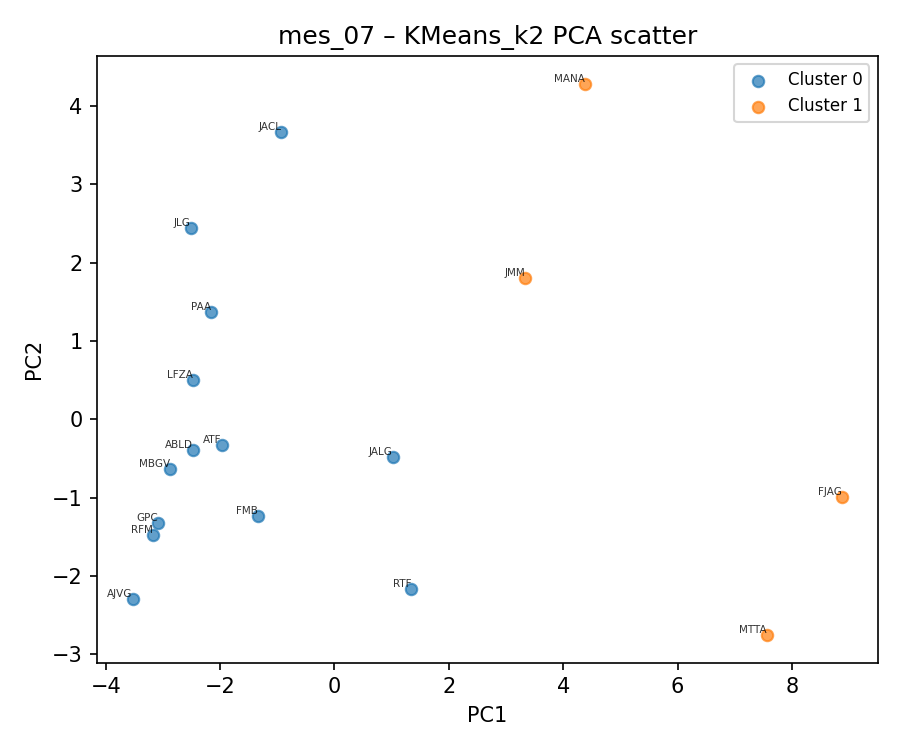 mes_07 – KMeans_k2 PCA scatter
Cluster 0
Cluster 1
MANA
JACL
JLG
JMM
PAA
LFZA
ATF
ABLD
JALG
MBGV
FJAG
FMB
GPC
RFM
RTF
AJVG
MTTA
4
3
2
1
0
−1
−2
−3
PC2
−4
−2
0
2
4
6
8
PC1